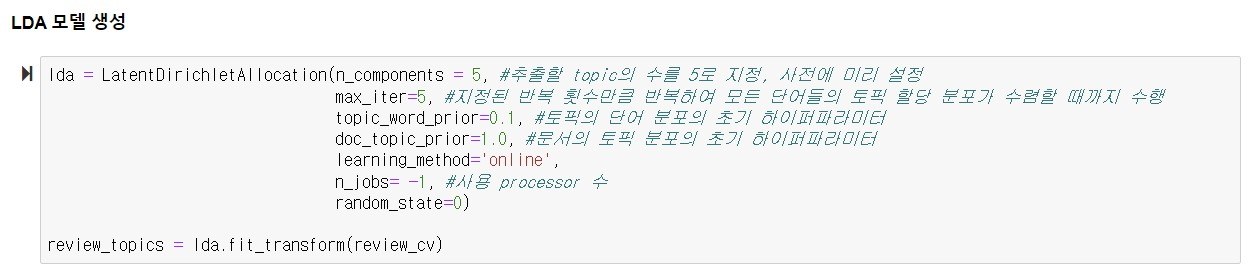 LDA 모델 생성
lda = LatentDirichletAllocation(n_components = 5, #추출할 topic의 수를 5로 지정, 사전에 미리 설정
max_iter=5, #지정된 반복 횟수만큼 반복하여 모든 단어들의 토픽 할당 분포가 수렴할 때까지 수행
topic_word_prior=0.1, #토픽의 단어 분포의 초기 하이퍼파라미터
doc_topic_prior=1.0, #문서의 토픽 분포의 초기 하이퍼파라미터
learning_method='online',
n_jobs= -1, #사용 processor 수
random_state=0)
review_topics = lda.fit_transform(review_cv)